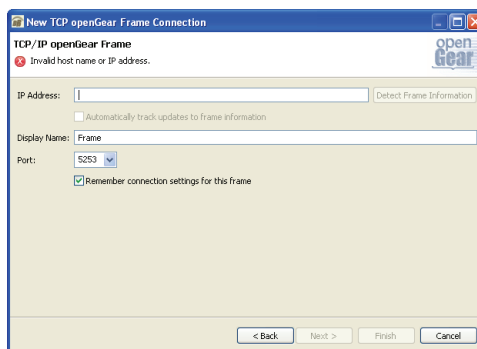 New TCP openGear Frame Connection
TCP/IP openGear Frame
Invalid host name or IP address.
open
Gear
IP Address:
Detect Frame Information
Automatically track updates to frame information
Display Name: Frame
Port: 5253
Remember connection settings for this frame
< Back Next > Finish Cancel